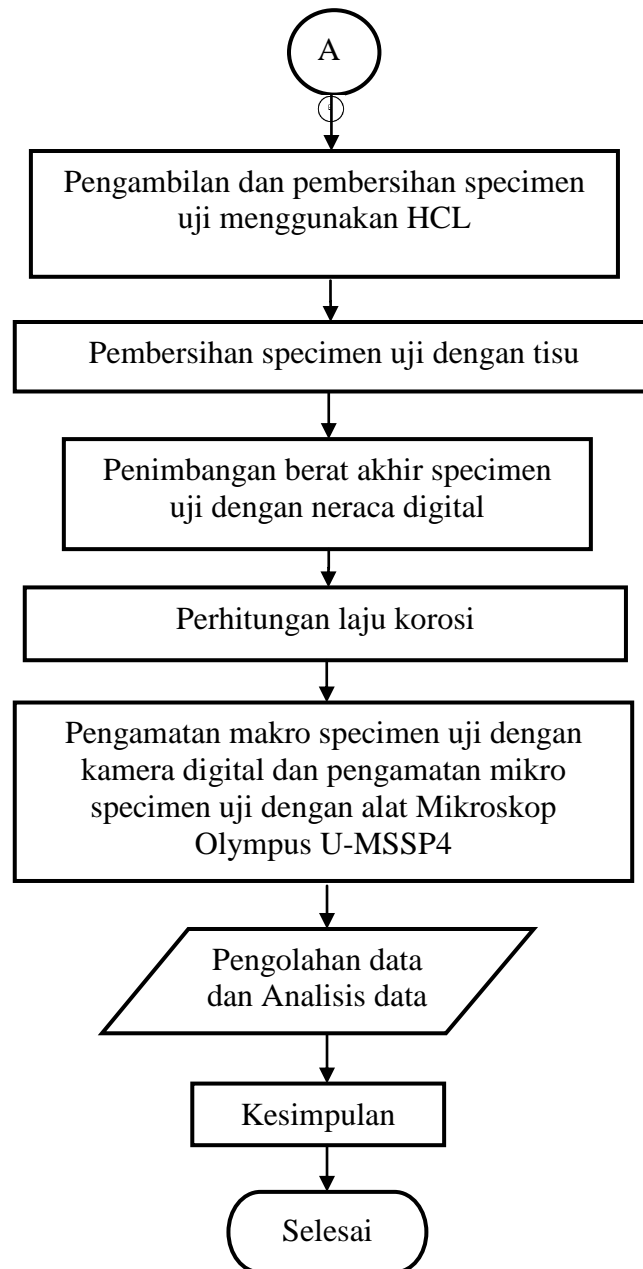 A
Pengambilan dan pembersihan specimen
uji menggunakan HCL
Pembersihan specimen uji dengan tisu
Penimbangan berat akhir specimen
uji dengan neraca digital
Perhitungan laju korosi
Pengamatan makro specimen uji dengan
kamera digital dan pengamatan mikro
specimen uji dengan alat Mikroskop
Olympus U-MSSP4
Pengolahan data
dan Analisis data
Kesimpulan
Selesai